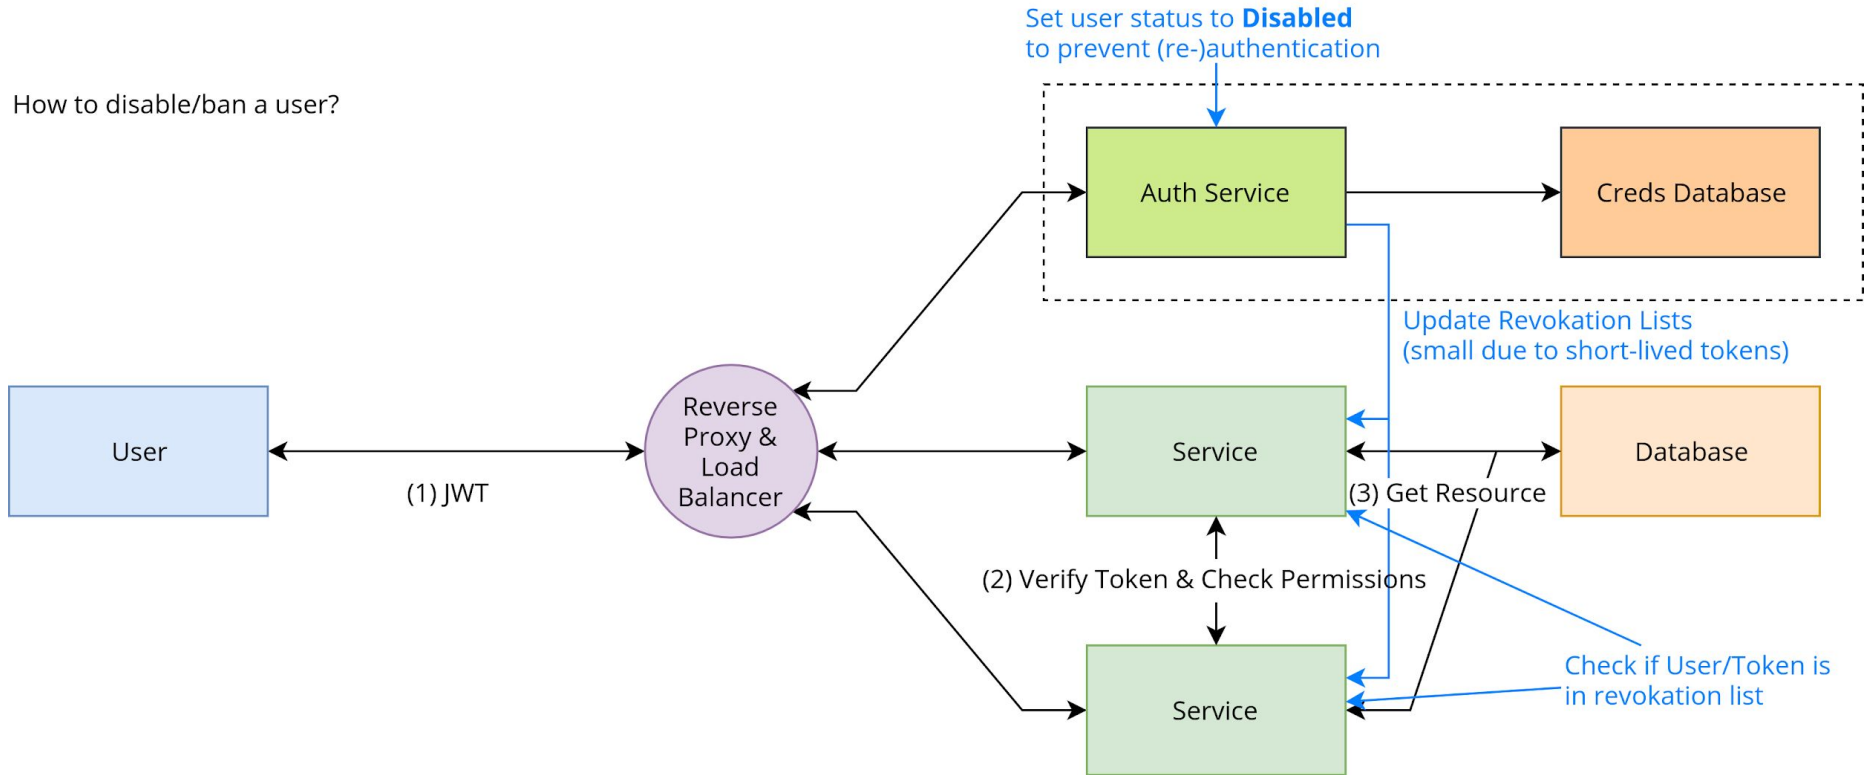 Set user status to Disabled
to prevent (re-)authentication
How to disable/ban a user?
Auth Service
Creds Database
Update Revokation Lists
(small due to short-lived tokens)
User
(1) JWT
Reverse
Proxy &
Load
Balancer
Service
Database
(3) Get Resource
(2) Verify Token & Check Permissions
Service
Check if User/Token is
in revokation list